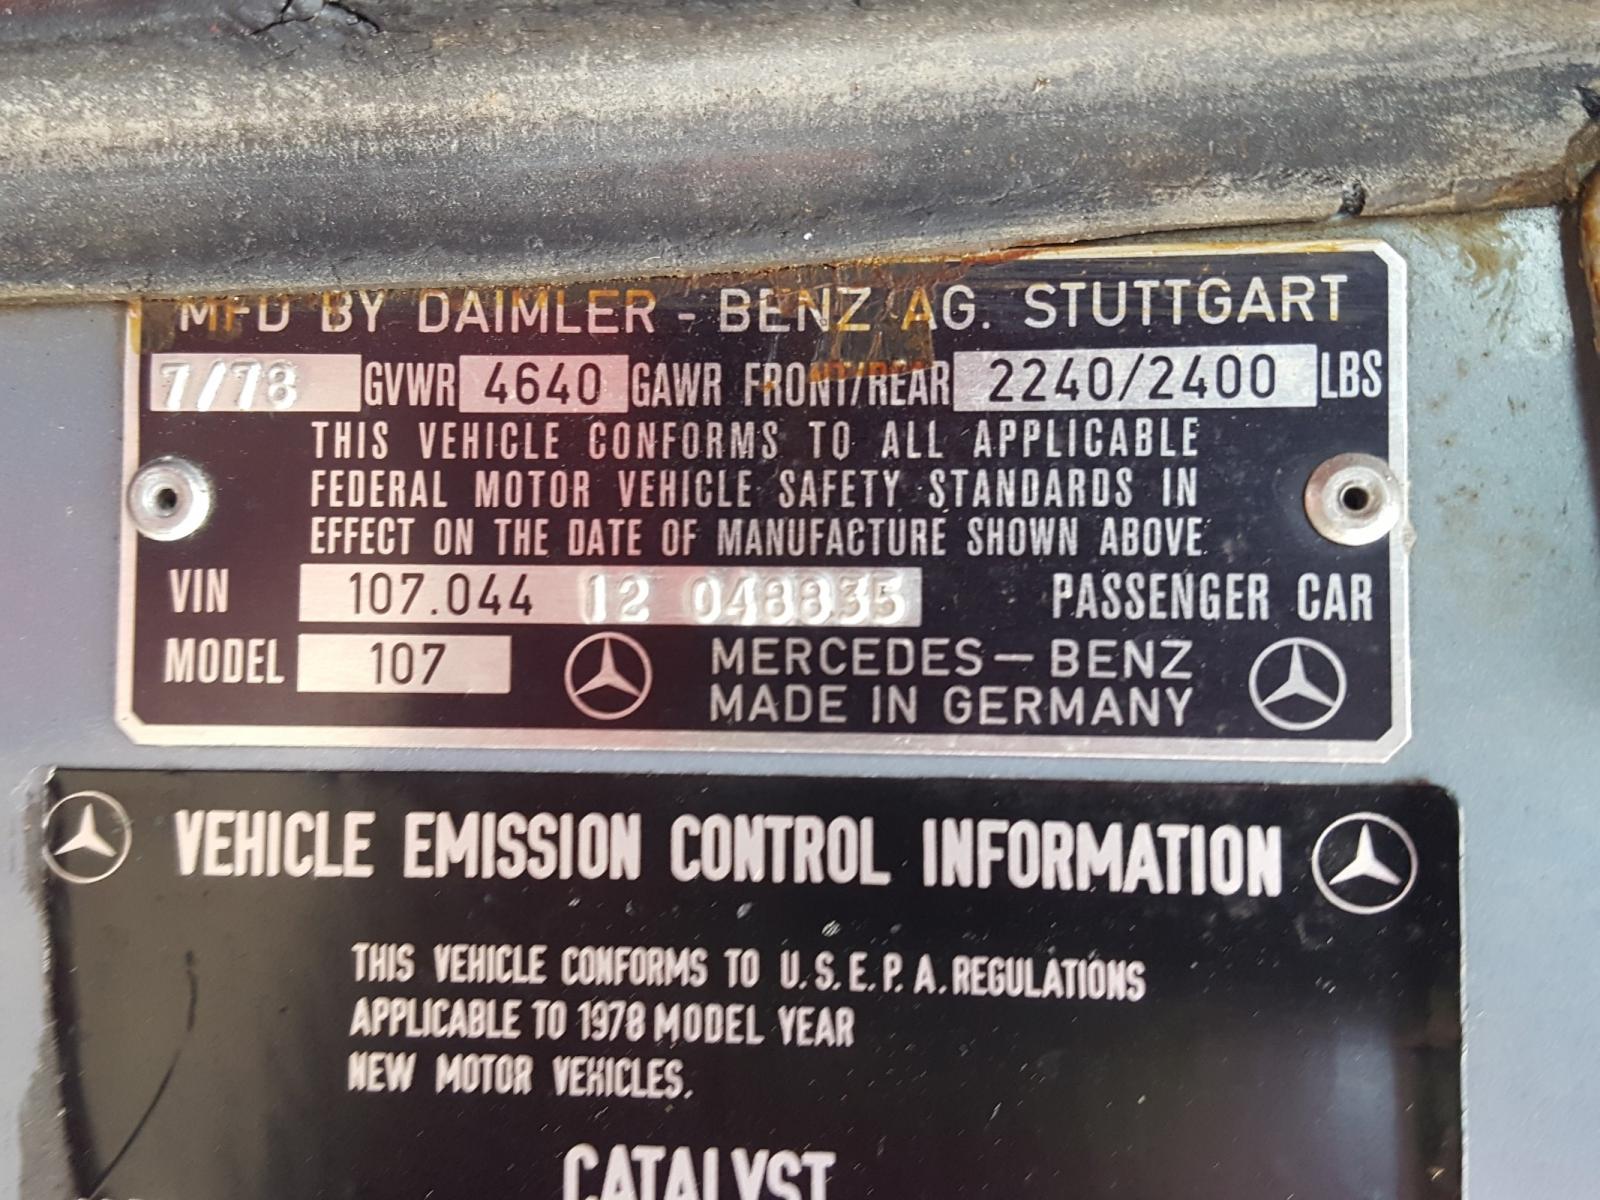 MFD BY DAIMLER - BENZ AG. STUTTGART
7/78 GVWR 4640 GAWR FRONT/REAR 2240/2400 LBS
THIS VEHICLE CONFORMS TO ALL APPLICABLE
FEDERAL MOTOR VEHICLE SAFETY STANDARDS IN
EFFECT ON THE DATE OF MANUFACTURE SHOWN ABOVE
VIN 107.044 12 048835 PASSENGER CAR
MODEL 107 MERCEDES-BENZ
MADE IN GERMANY
VEHICLE EMISSION CONTROL INFORMATION
THIS VEHICLE CONFORMS TO U.S.E.P.A. REGULATIONS
APPLICABLE TO 1978 MODEL YEAR
NEW MOTOR VEHICLES.
CATALYST